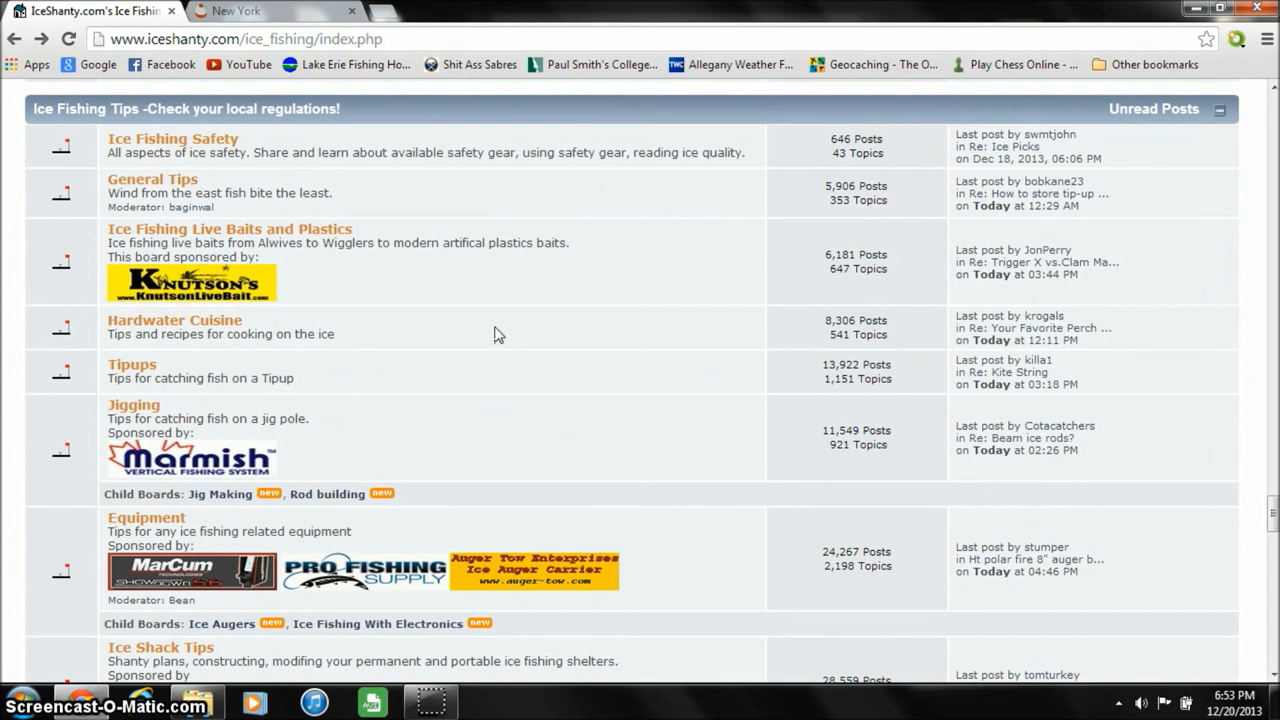 IceShanty.com's Ice Fishin
New York
www.iceshanty.com/ice_fishing/index.php
Apps Google Facebook YouTube Lake Erie Fishing Ho... Shit Ass Sabres Paul Smith's College... Allegany Weather F... Geocaching - The O... Play Chess Online - ... Other bookmarks
Ice Fishing Tips -Check your local regulations! Unread Posts
Ice Fishing Safety
All aspects of ice safety. Share and learn about available safety gear, using safety gear, reading ice quality.
646 Posts
43 Topics
Last post by swmtjohn
in Re: Ice Picks
on Dec 18, 2013, 06:06 PM
General Tips
Wind from the east fish bite the least.
Moderator: baginwal
5,906 Posts
353 Topics
Last post by bobkane23
in Re: How to store tip-up ...
on Today at 12:29 AM
Ice Fishing Live Baits and Plastics
Ice fishing live baits from Alwives to Wigglers to modern artifical plastics baits.
This board sponsored by:
KNUTSON'S
www.KnutsonLiveBait.com
6,181 Posts
647 Topics
Last post by JonPerry
in Re: Trigger X vs.Clam Ma...
on Today at 03:44 PM
Hardwater Cuisine
Tips and recipes for cooking on the ice
8,306 Posts
541 Topics
Last post by krogals
in Re: Your Favorite Perch ...
on Today at 12:11 PM
Tipups
Tips for catching fish on a Tipup
13,922 Posts
1,151 Topics
Last post by killa1
in Re: Kite String
on Today at 03:18 PM
Jigging
Tips for catching fish on a jig pole.
Sponsored by:
Marmish™
VERTICAL FISHING SYSTEM
11,549 Posts
921 Topics
Last post by Cotacatchers
in Re: Beam ice rods?
on Today at 02:26 PM
Child Boards: Jig Making new, Rod building new
Equipment
Tips for any ice fishing related equipment
Sponsored by:
MarCum
TECHNOLOGIES
SHOWDOWN 5.6
PRO FISHING
SUPPLY
Auger Tow Enterprises
Ice Auger Carrier
www.auger-tow.com
Moderator: Bean
24,267 Posts
2,198 Topics
Last post by stumper
in Ht polar fire 8" auger b...
on Today at 04:46 PM
Child Boards: Ice Augers new, Ice Fishing With Electronics new
Ice Shack Tips
Shanty plans, constructing, modifing your permanent and portable ice fishing shelters.
Sponsored by
28,559 Posts
Last post by tomturkey
Screencast-O-Matic.com
6:53 PM
12/20/2013